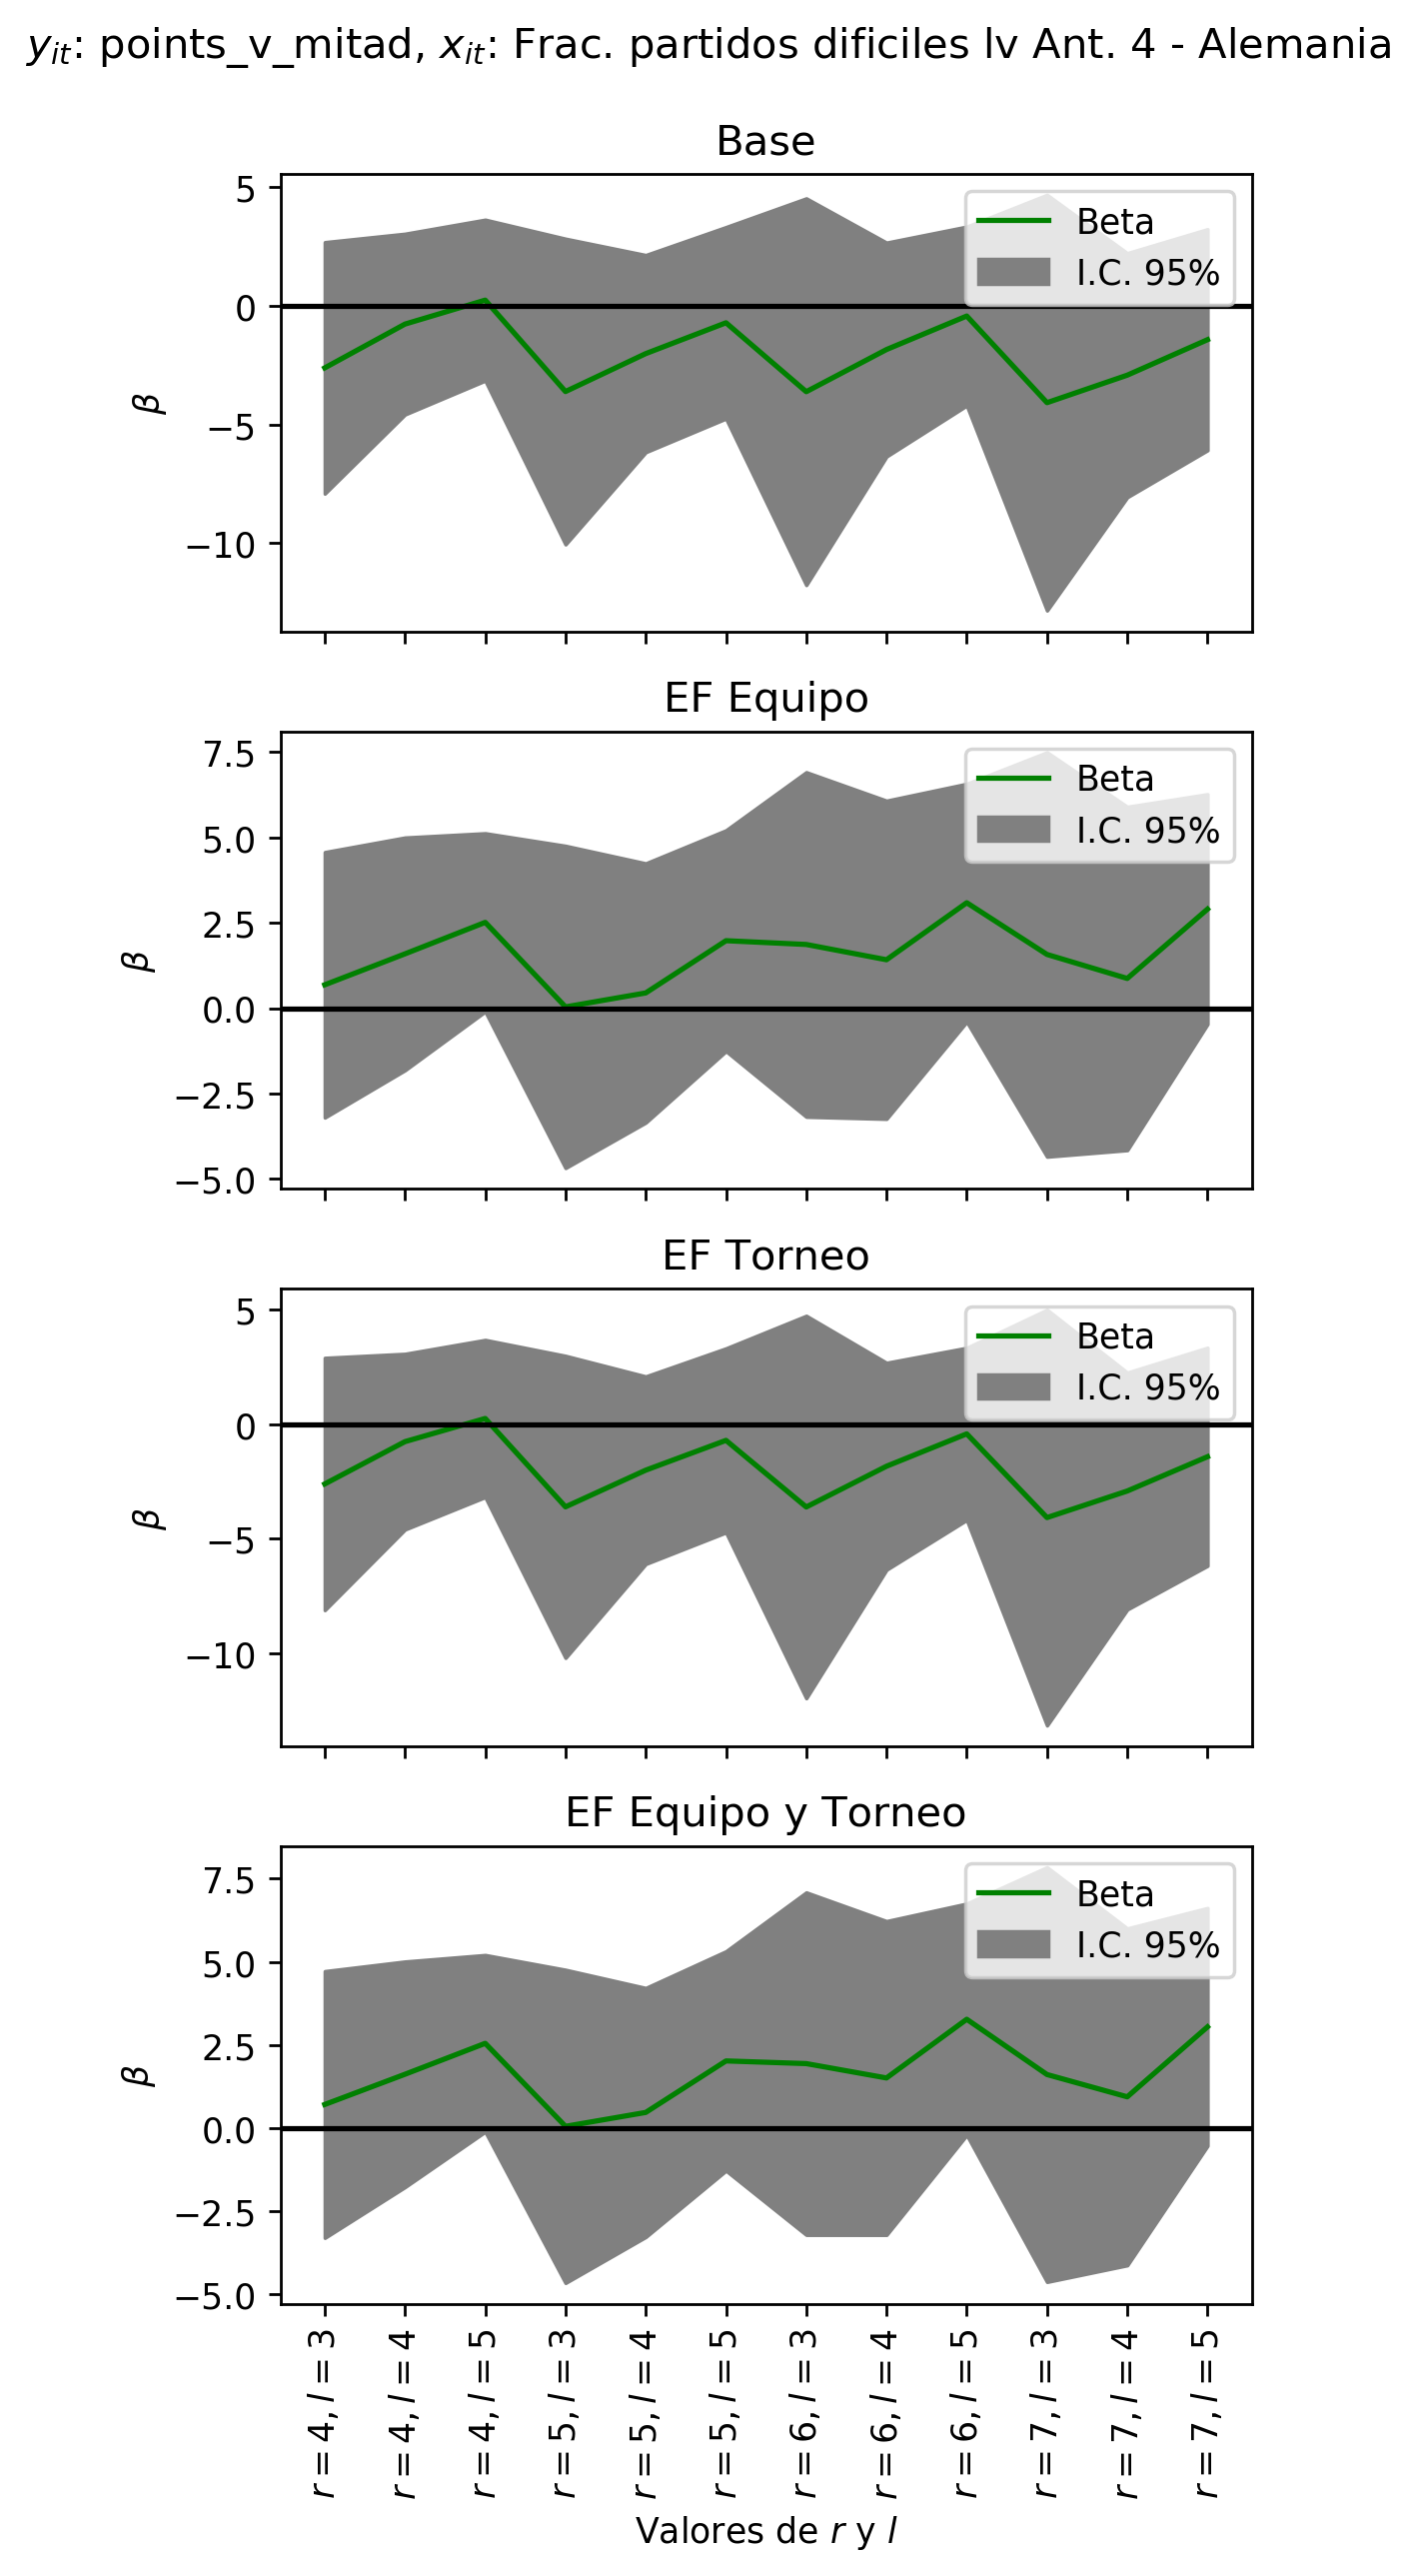 y_it: points_v_mitad, x_it: Frac. partidos dificiles lv Ant. 4 - Alemania
Base
5
0
−5
−10
β
Beta
I.C. 95%
EF Equipo
7.5
5.0
2.5
0.0
−2.5
−5.0
β
Beta
I.C. 95%
EF Torneo
5
0
−5
−10
β
Beta
I.C. 95%
EF Equipo y Torneo
7.5
5.0
2.5
0.0
−2.5
−5.0
β
Beta
I.C. 95%
r = 4, l = 3
r = 4, l = 4
r = 4, l = 5
r = 5, l = 3
r = 5, l = 4
r = 5, l = 5
r = 6, l = 3
r = 6, l = 4
r = 6, l = 5
r = 7, l = 3
r = 7, l = 4
r = 7, l = 5
Valores de r y l